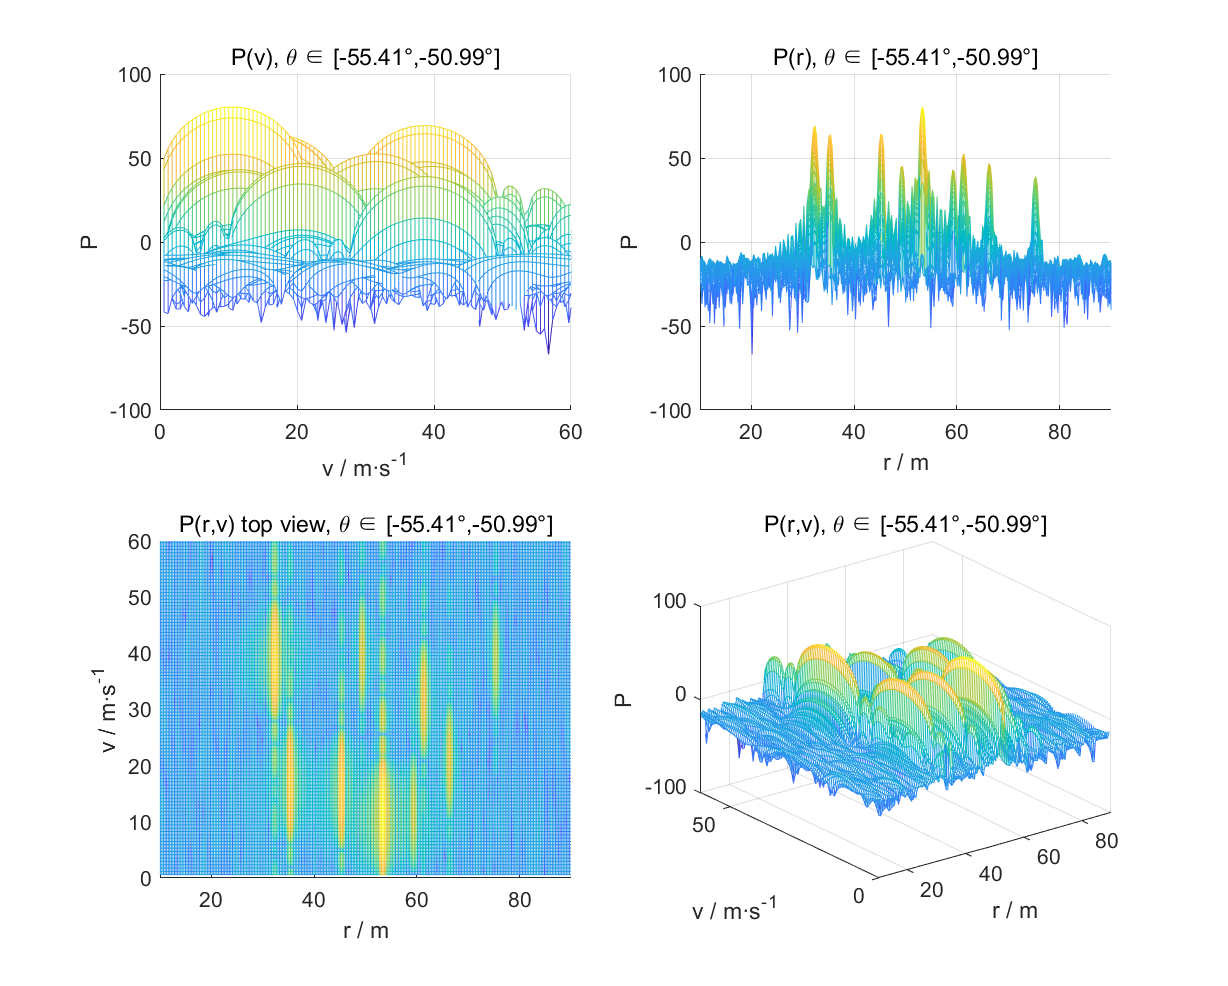 P(v), θ ∈ [-55.41°,-50.99°]
100
50
0
-50
-100
P
0
20
40
60
v / m·s-1
P(r), θ ∈ [-55.41°,-50.99°]
100
50
0
-50
-100
P
20
40
60
80
r / m
P(r,v) top view, θ ∈ [-55.41°,-50.99°]
60
50
40
30
20
10
0
v / m·s-1
20
40
60
80
r / m
P(r,v), θ ∈ [-55.41°,-50.99°]
100
0
-100
P
50
0
v / m·s-1
20
40
60
80
r / m